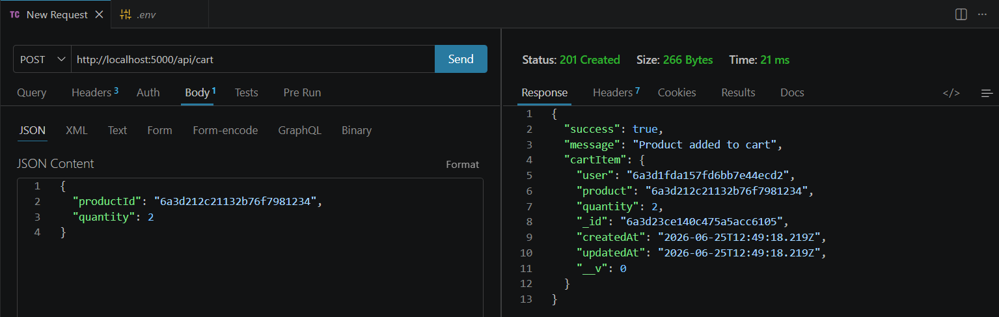 TC New Request .env
POST http://localhost:5000/api/cart Send
Query Headers 3 Auth Body 1 Tests Pre Run
JSON XML Text Form Form-encode GraphQL Binary
JSON Content Format
1 {
2 "productId": "6a3d212c21132b76f7981234",
3 "quantity": 2
4 }
Status: 201 Created Size: 266 Bytes Time: 21 ms
Response Headers 7 Cookies Results Docs </>
1 {
2 "success": true,
3 "message": "Product added to cart",
4 "cartItem": {
5 "user": "6a3d1fda157fd6bb7e44ecd2",
6 "product": "6a3d212c21132b76f7981234",
7 "quantity": 2,
8 "_id": "6a3d23ce140c475a5acc6105",
9 "createdAt": "2026-06-25T12:49:18.219Z",
10 "updatedAt": "2026-06-25T12:49:18.219Z",
11 "__v": 0
12 }
13 }